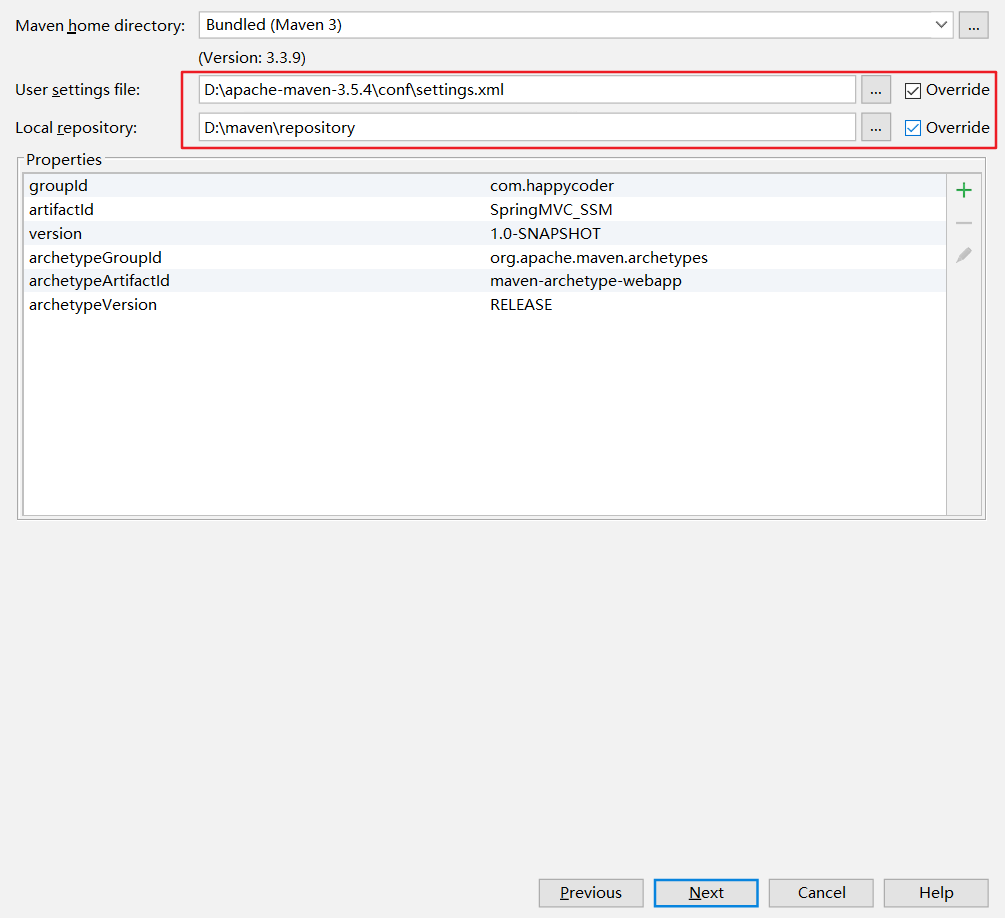 Maven home directory: Bundled (Maven 3) ...
(Version: 3.3.9)
User settings file: D:\apache-maven-3.5.4\conf\settings.xml ... Override
Local repository: D:\maven\repository ... Override
Properties
groupId com.happycoder
artifactId SpringMVC_SSM
version 1.0-SNAPSHOT
archetypeGroupId org.apache.maven.archetypes
archetypeArtifactId maven-archetype-webapp
archetypeVersion RELEASE
Previous Next Cancel Help